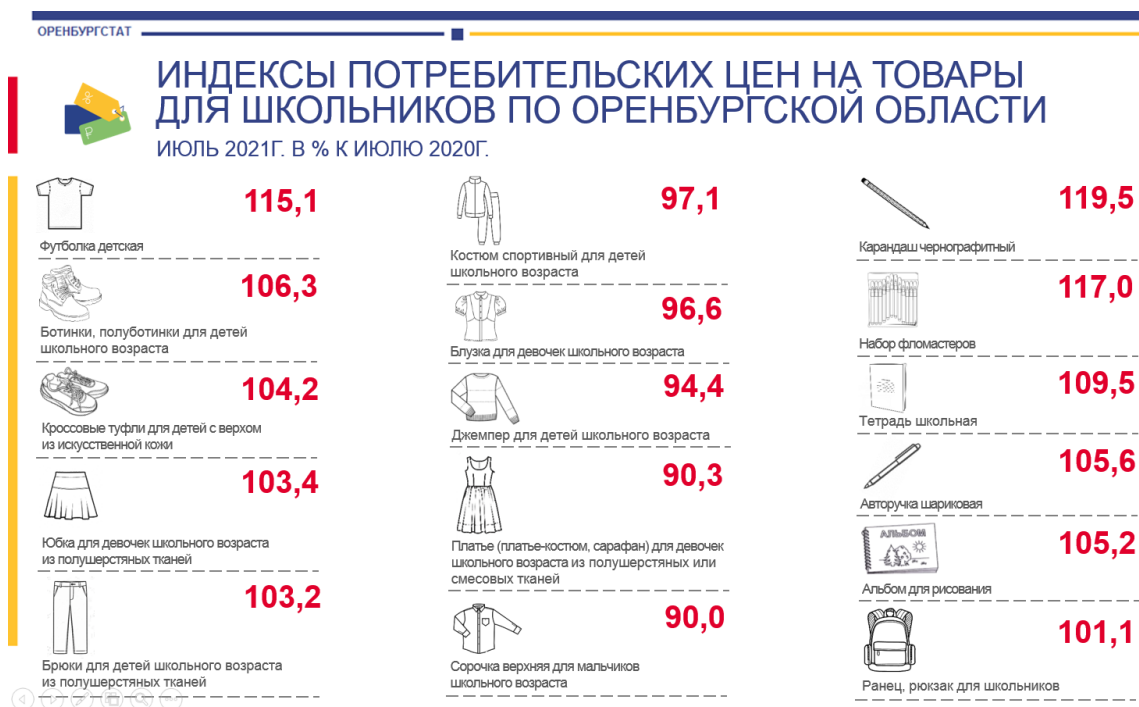 ОРЕНБУРГСТАТ
ИНДЕКСЫ ПОТРЕБИТЕЛЬСКИХ ЦЕН НА ТОВАРЫ
ДЛЯ ШКОЛЬНИКОВ ПО ОРЕНБУРГСКОЙ ОБЛАСТИ
ИЮЛЬ 2021Г. В % К ИЮЛЮ 2020Г.
115,1
Футболка детская
106,3
Ботинки, полуботинки для детей
школьного возраста
104,2
Кроссовые туфли для детей с верхом
из искусственной кожи
103,4
Юбка для девочек школьного возраста
из полушерстяных тканей
103,2
Брюки для детей школьного возраста
из полушерстяных тканей
97,1
Костюм спортивный для детей
школьного возраста
96,6
Блузка для девочек школьного возраста
94,4
Джемпер для детей школьного возраста
90,3
Платье (платье-костюм, сарафан) для девочек
школьного возраста из полушерстяных или
смесовых тканей
90,0
Сорочка верхняя для мальчиков
школьного возраста
119,5
Карандаш чернографитный
117,0
Набор фломастеров
109,5
Тетрадь школьная
105,6
Авторучка шариковая
АЛЬБОМ
105,2
Альбом для рисования
101,1
Ранец, рюкзак для школьников